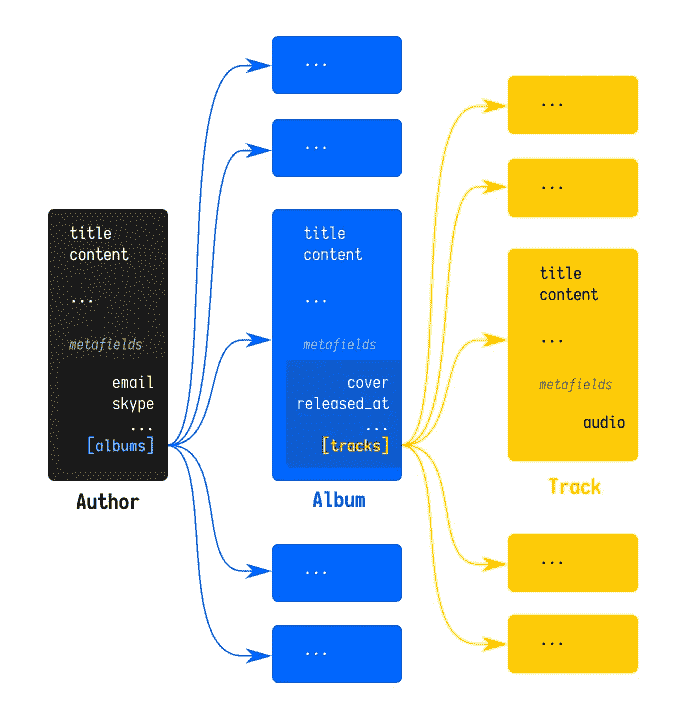 title
content
...
metafields
email
skype
...
[albums]
Author
...
...
title
content
...
metafields
cover
released_at
...
[tracks]
Album
...
...
...
...
title
content
...
metafields
audio
Track
...
...